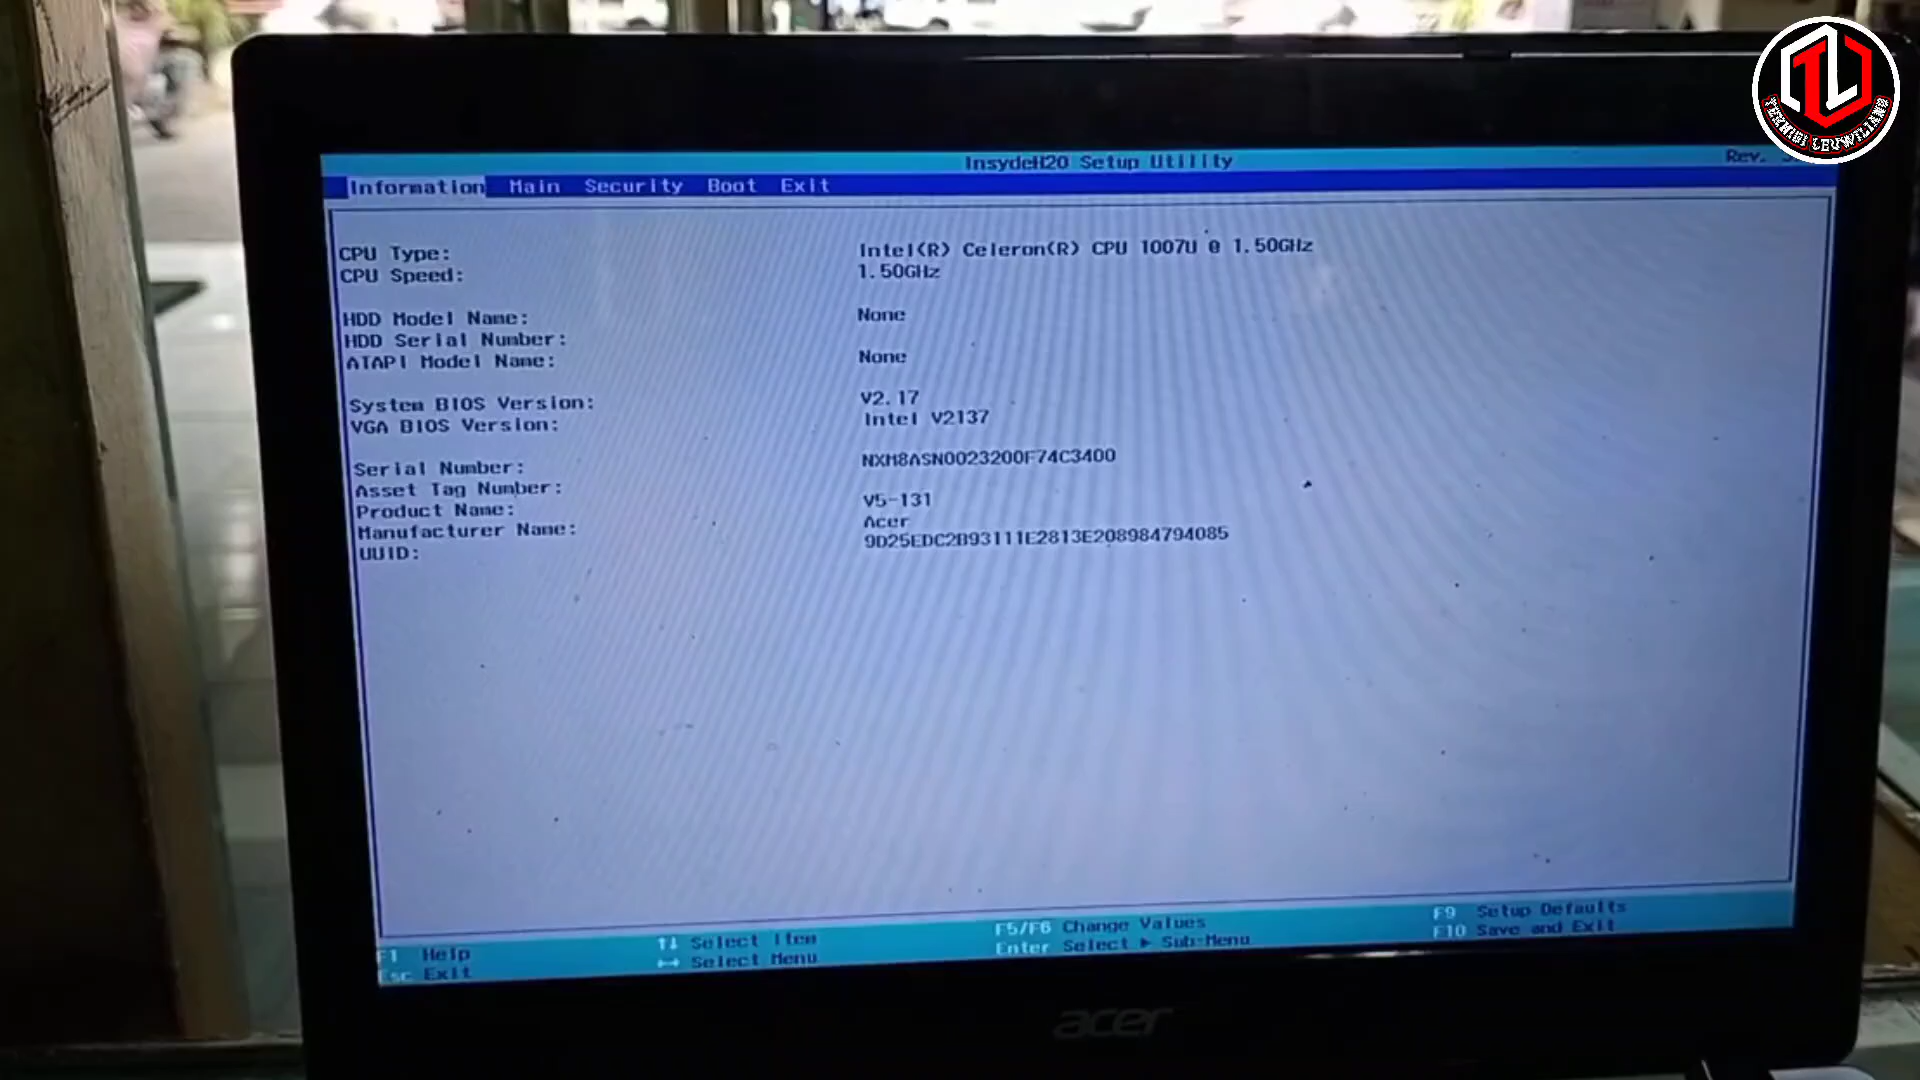 InsydeH20 Setup Utility
Rev.
Information Main Security Boot Exit
CPU Type: Intel(R) Celeron(R) CPU 1007U @ 1.50GHz
CPU Speed: 1.50GHz
HDD Model Name: None
HDD Serial Number:
ATAPI Model Name: None
System BIOS Version: V2.17
VGA BIOS Version: Intel V2137
Serial Number: NXM8ASN0023200F74C3400
Asset Tag Number:
Product Name: V5-131
Manufacturer Name: Acer
UUID: 9D25EDC2B93111E2813E208984794085
F1 Help ↑↓ Select Item F5/F6 Change Values F9 Setup Defaults
Esc Exit ↔ Select Menu Enter Select ► Sub-Menu F10 Save and Exit
acer
TEKNISI LEUWILIANG